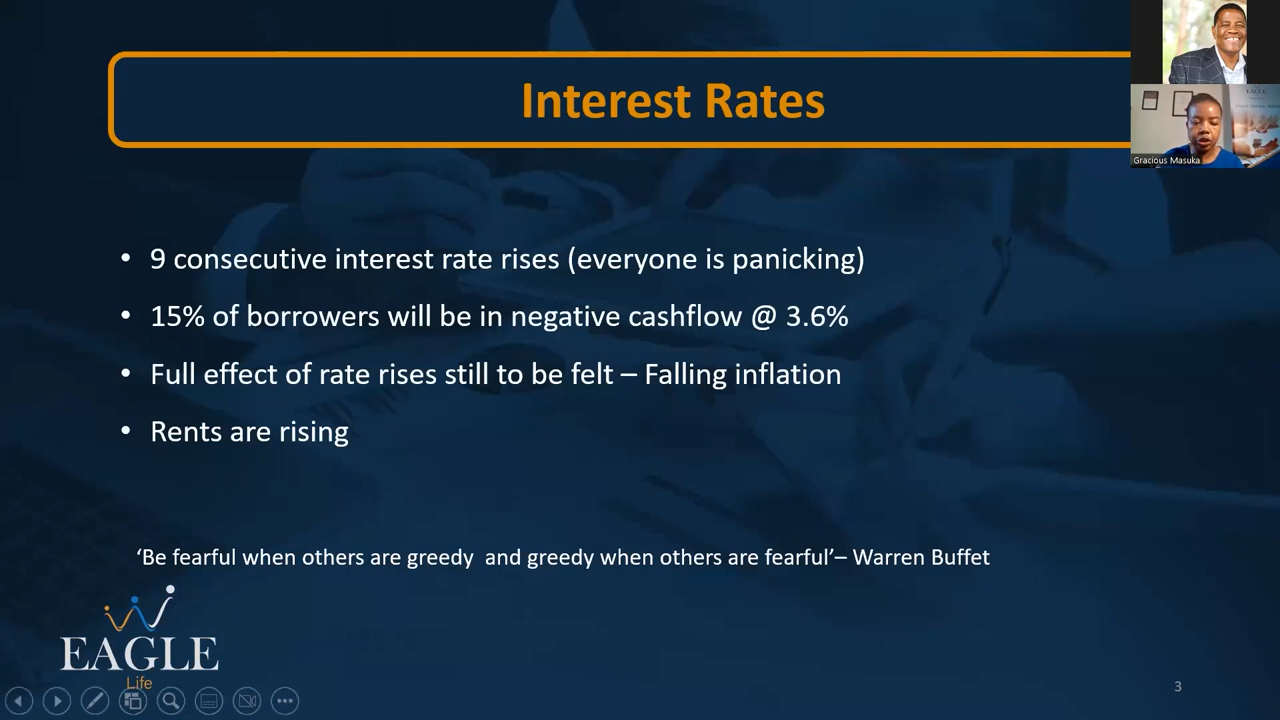 Interest Rates
Gracious Masuka
• 9 consecutive interest rate rises (everyone is panicking)
• 15% of borrowers will be in negative cashflow @ 3.6%
• Full effect of rate rises still to be felt – Falling inflation
• Rents are rising
‘Be fearful when others are greedy  and greedy when others are fearful’– Warren Buffet
EAGLE
Life
3
EAGLE